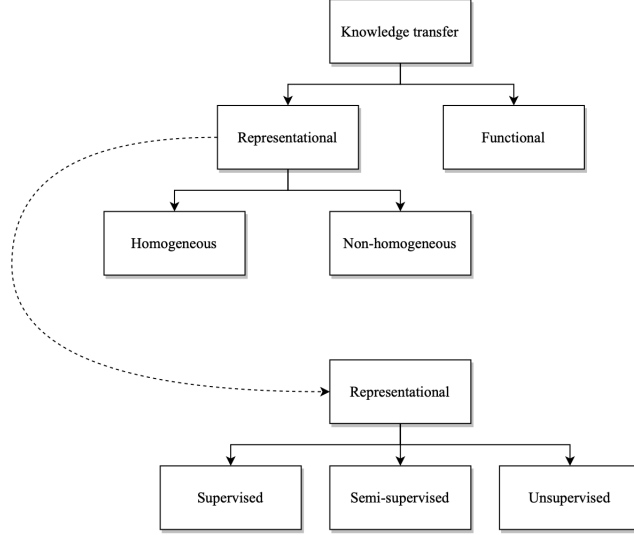 Knowledge transfer
Representational
Functional
Homogeneous
Non-homogeneous
Representational
Supervised
Semi-supervised
Unsupervised